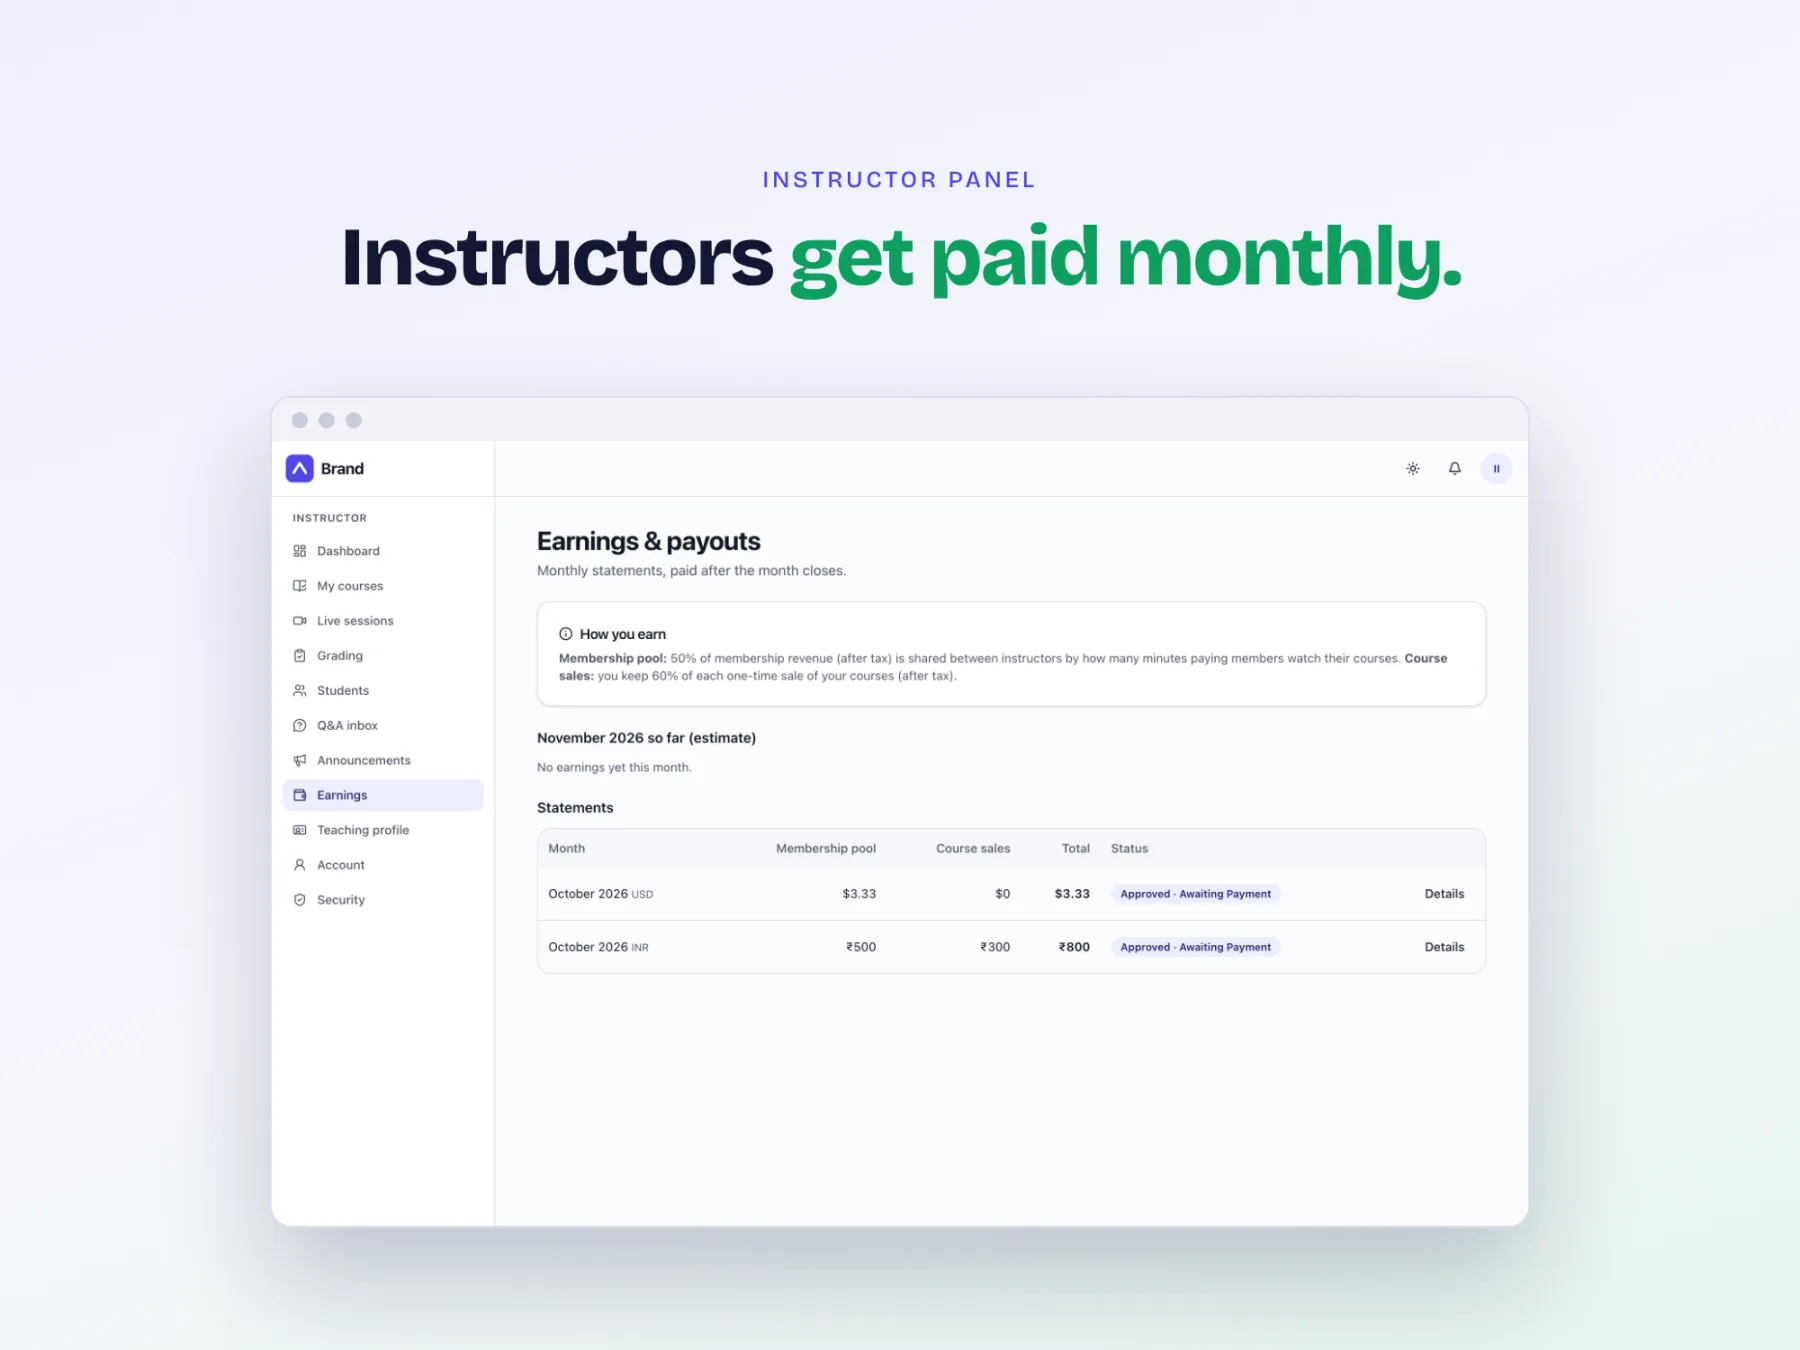 INSTRUCTOR PANEL
Instructors get paid monthly.
Brand
II
INSTRUCTOR
Dashboard
My courses
Live sessions
Grading
Students
Q&A inbox
Announcements
Earnings
Teaching profile
Account
Security
Earnings & payouts
Monthly statements, paid after the month closes.
How you earn
Membership pool: 50% of membership revenue (after tax) is shared between instructors by how many minutes paying members watch their courses. Course
sales: you keep 60% of each one-time sale of your courses (after tax).
November 2026 so far (estimate)
No earnings yet this month.
Statements
Month Membership pool Course sales Total Status
October 2026 USD $3.33 $0 $3.33 Approved · Awaiting Payment Details
October 2026 INR ₹500 ₹300 ₹800 Approved · Awaiting Payment Details